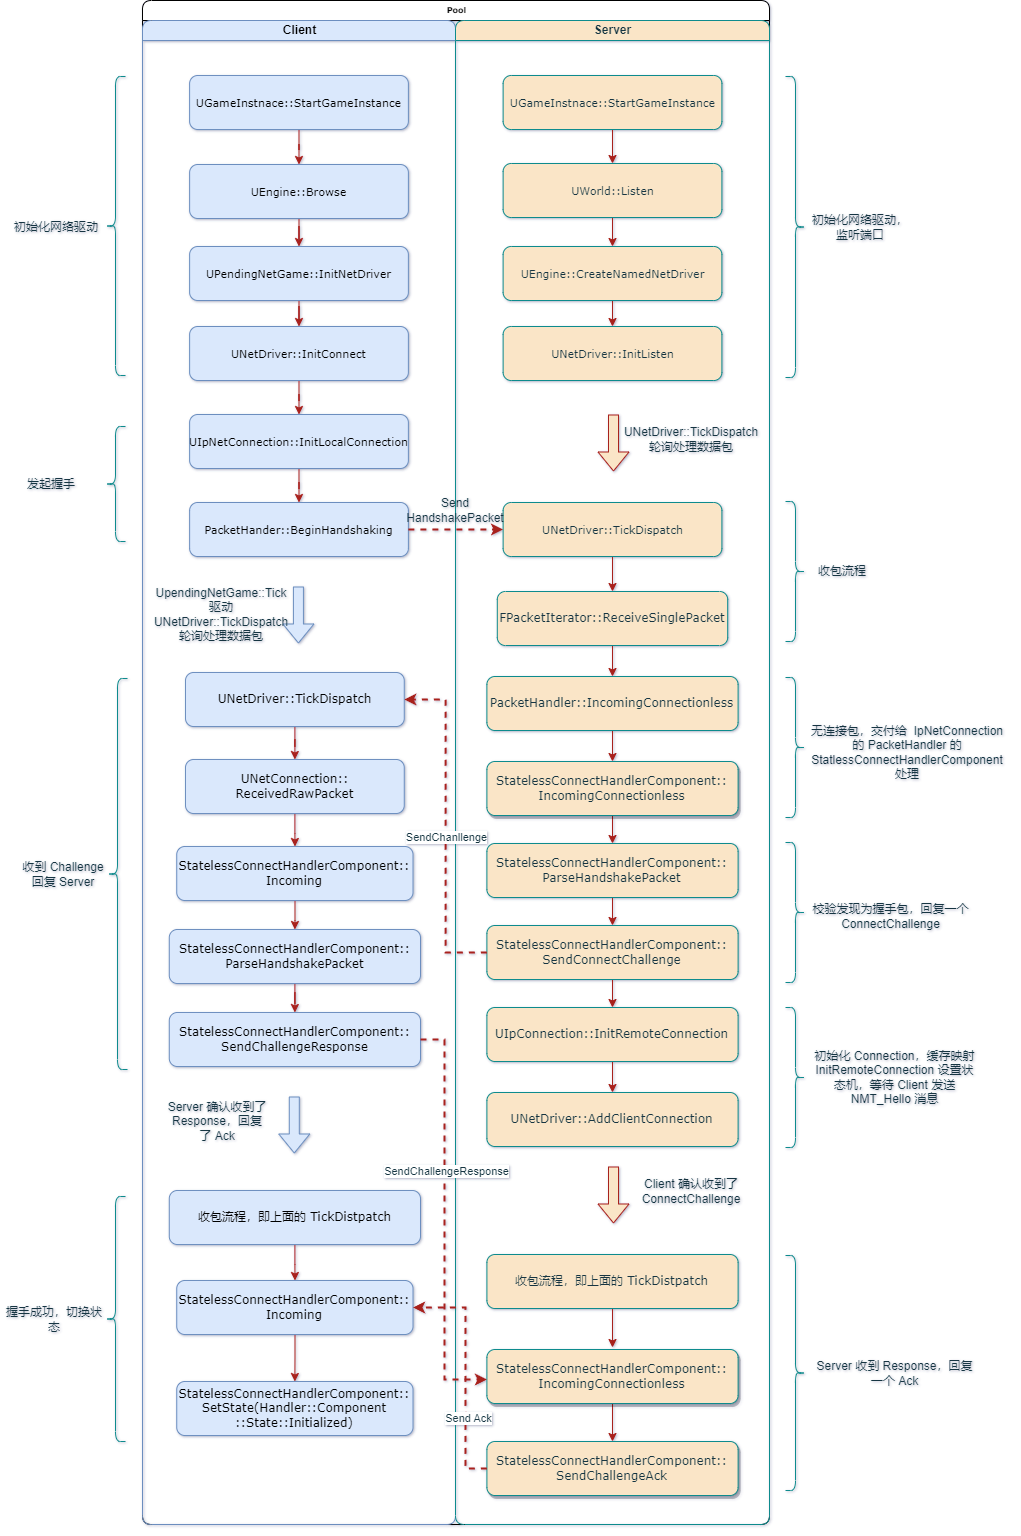 Pool
Client
Server
UGameInstnace::StartGameInstance
UEngine::Browse
UPendingNetGame::InitNetDriver
UNetDriver::InitConnect
初始化网络驱动
UGameInstnace::StartGameInstance
UWorld::Listen
UEngine::CreateNamedNetDriver
UNetDriver::InitListen
初始化网络驱动，
监听端口
UIpNetConnection::InitLocalConnection
PacketHander::BeginHandshaking
发起握手
UNetDriver::TickDispatch
轮询处理数据包
Send
HandshakePacket
UNetDriver::TickDispatch
FPacketIterator::ReceiveSinglePacket
收包流程
UpendingNetGame::Tick
驱动
UNetDriver::TickDispatch
轮询处理数据包
UNetDriver::TickDispatch
UNetConnection::
ReceivedRawPacket
StatelessConnectHandlerComponent::
Incoming
StatelessConnectHandlerComponent::
ParseHandshakePacket
StatelessConnectHandlerComponent::
SendChallengeResponse
收到 Challenge
回复 Server
PacketHandler::IncomingConnectionless
StatelessConnectHandlerComponent::
IncomingConnectionless
无连接包，交付给 IpNetConnection
的 PacketHandler 的
StatlessConnectHandlerComponent
处理
SendChanllenge
StatelessConnectHandlerComponent::
ParseHandshakePacket
StatelessConnectHandlerComponent::
SendConnectChallenge
校验发现为握手包，回复一个
ConnectChallenge
UIpConnection::InitRemoteConnection
UNetDriver::AddClientConnection
初始化 Connection，缓存映射
InitRemoteConnection 设置状
态机，等待 Client 发送
NMT_Hello 消息
Server 确认收到了
Response，回复
了 Ack
SendChallengeResponse
Client 确认收到了
ConnectChallenge
收包流程，即上面的 TickDistpatch
StatelessConnectHandlerComponent::
Incoming
StatelessConnectHandlerComponent::
SetState(Handler::Component
::State::Initialized)
握手成功，切换状
态
收包流程，即上面的 TickDistpatch
StatelessConnectHandlerComponent::
IncomingConnectionless
Send Ack
StatelessConnectHandlerComponent::
SendChallengeAck
Server 收到 Response，回复
一个 Ack